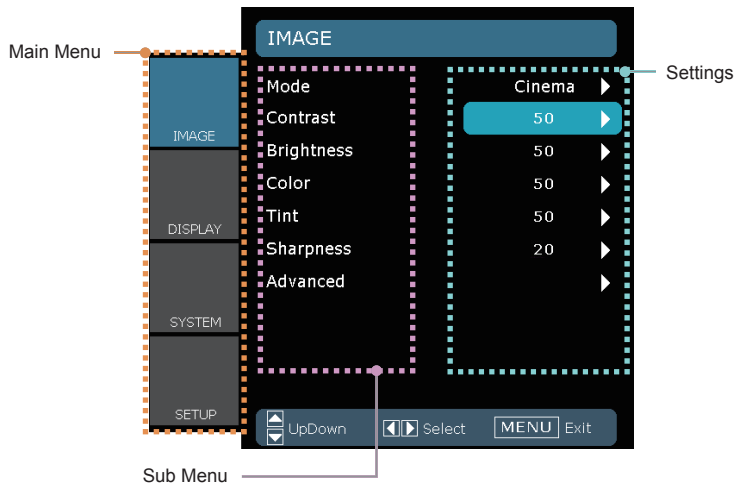 IMAGE
Main Menu
Settings
Mode Cinema
Contrast 50
IMAGE
Brightness 50
Color 50
Tint 50
DISPLAY
Sharpness 20
Advanced
SYSTEM
SETUP
UpDown Select MENU Exit
Sub Menu